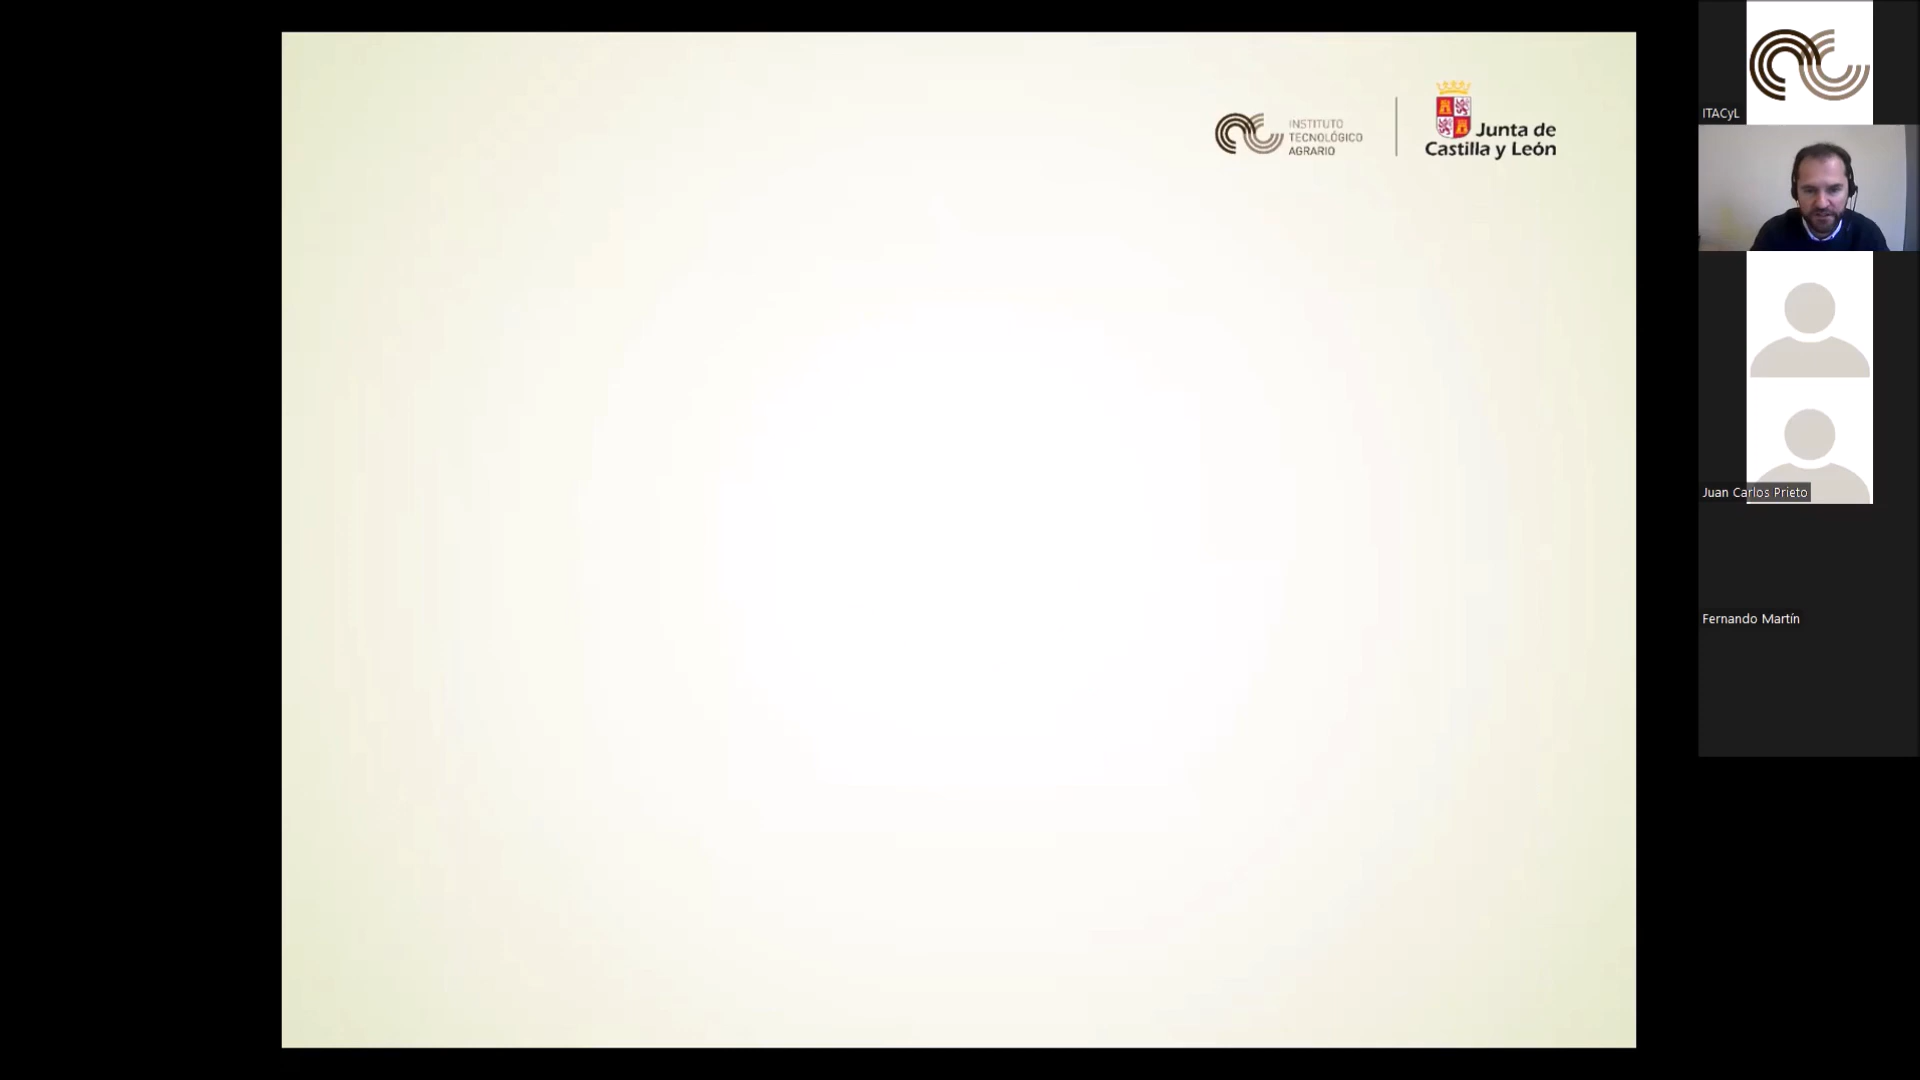 INSTITUTO
TECNOLÓGICO
AGRARIO
Junta de
Castilla y León
ITACyL
Juan Carlos Prieto
Fernando Martín